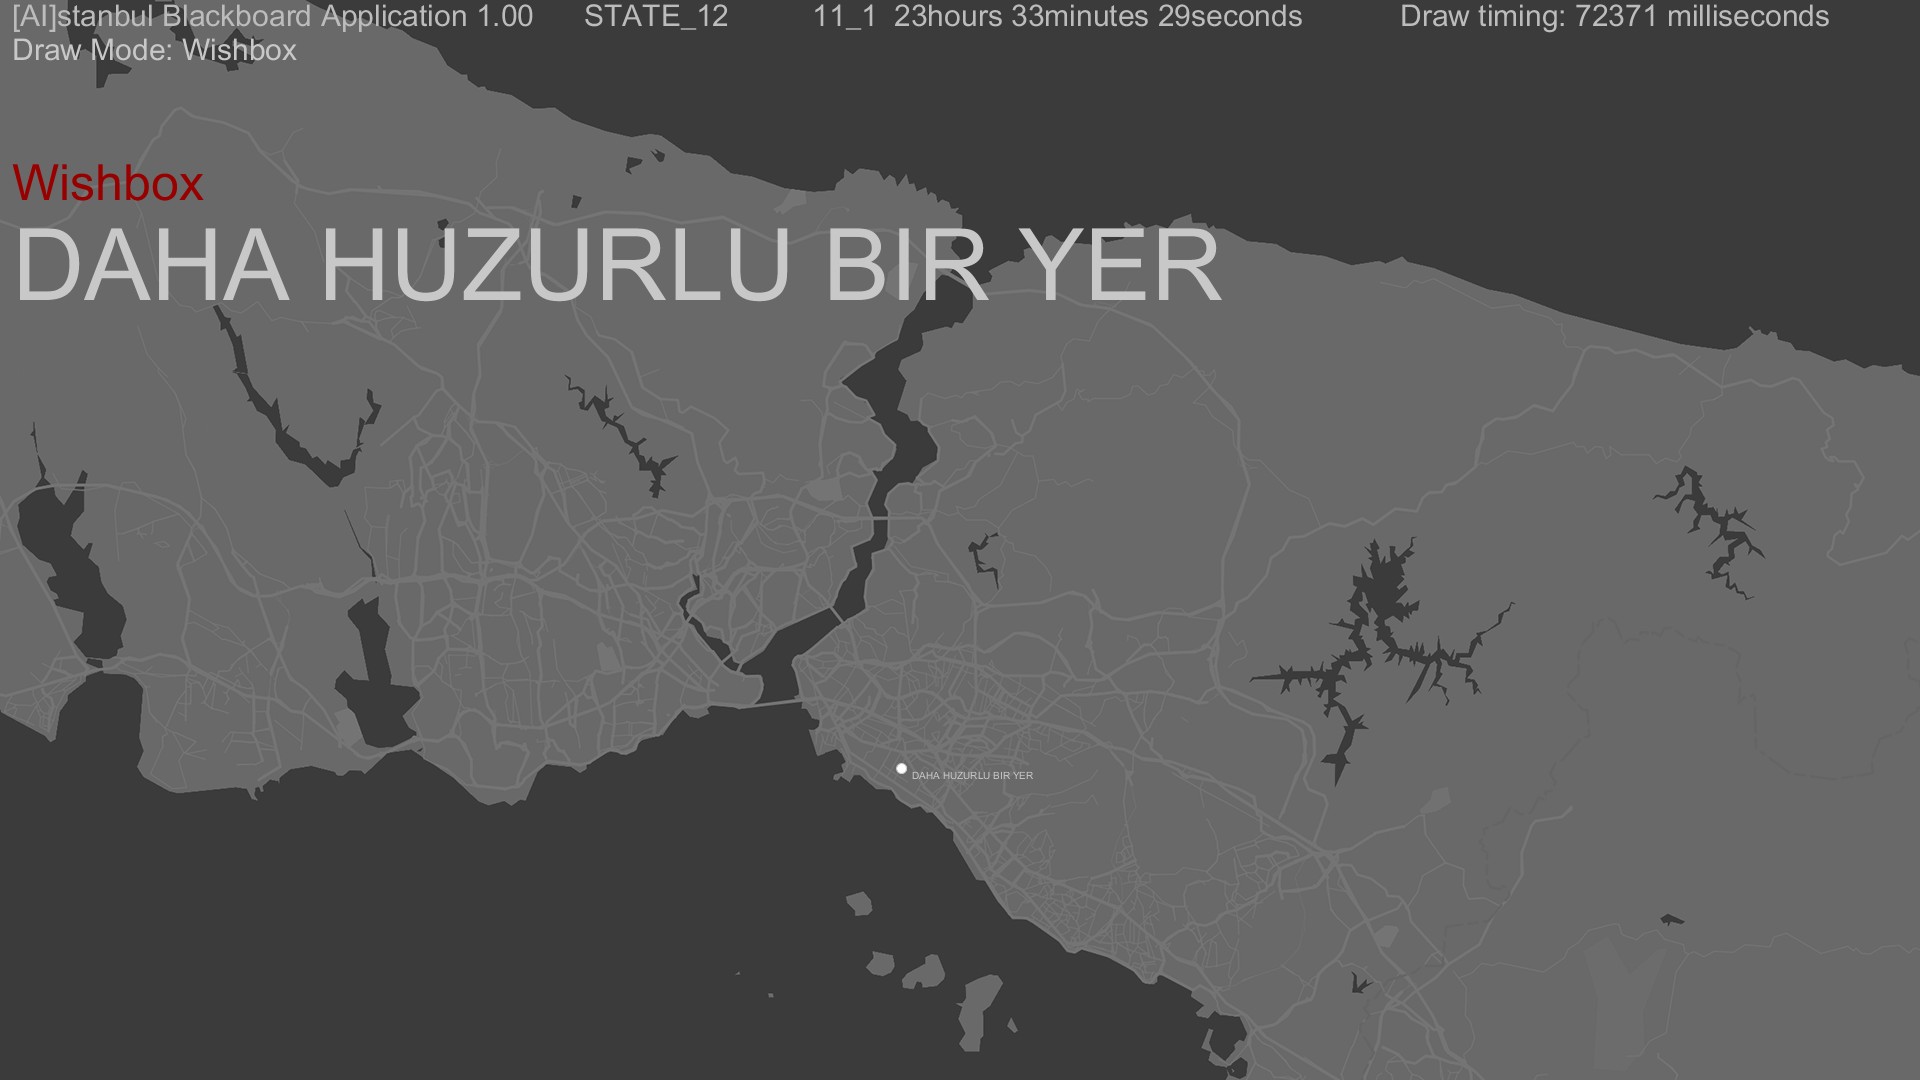 [AI]stanbul Blackboard Application 1.00 STATE_12 11_1 23hours 33minutes 29seconds Draw timing: 72371 milliseconds
Draw Mode: Wishbox
Wishbox
DAHA HUZURLU BIR YER
DAHA HUZURLU BIR YER